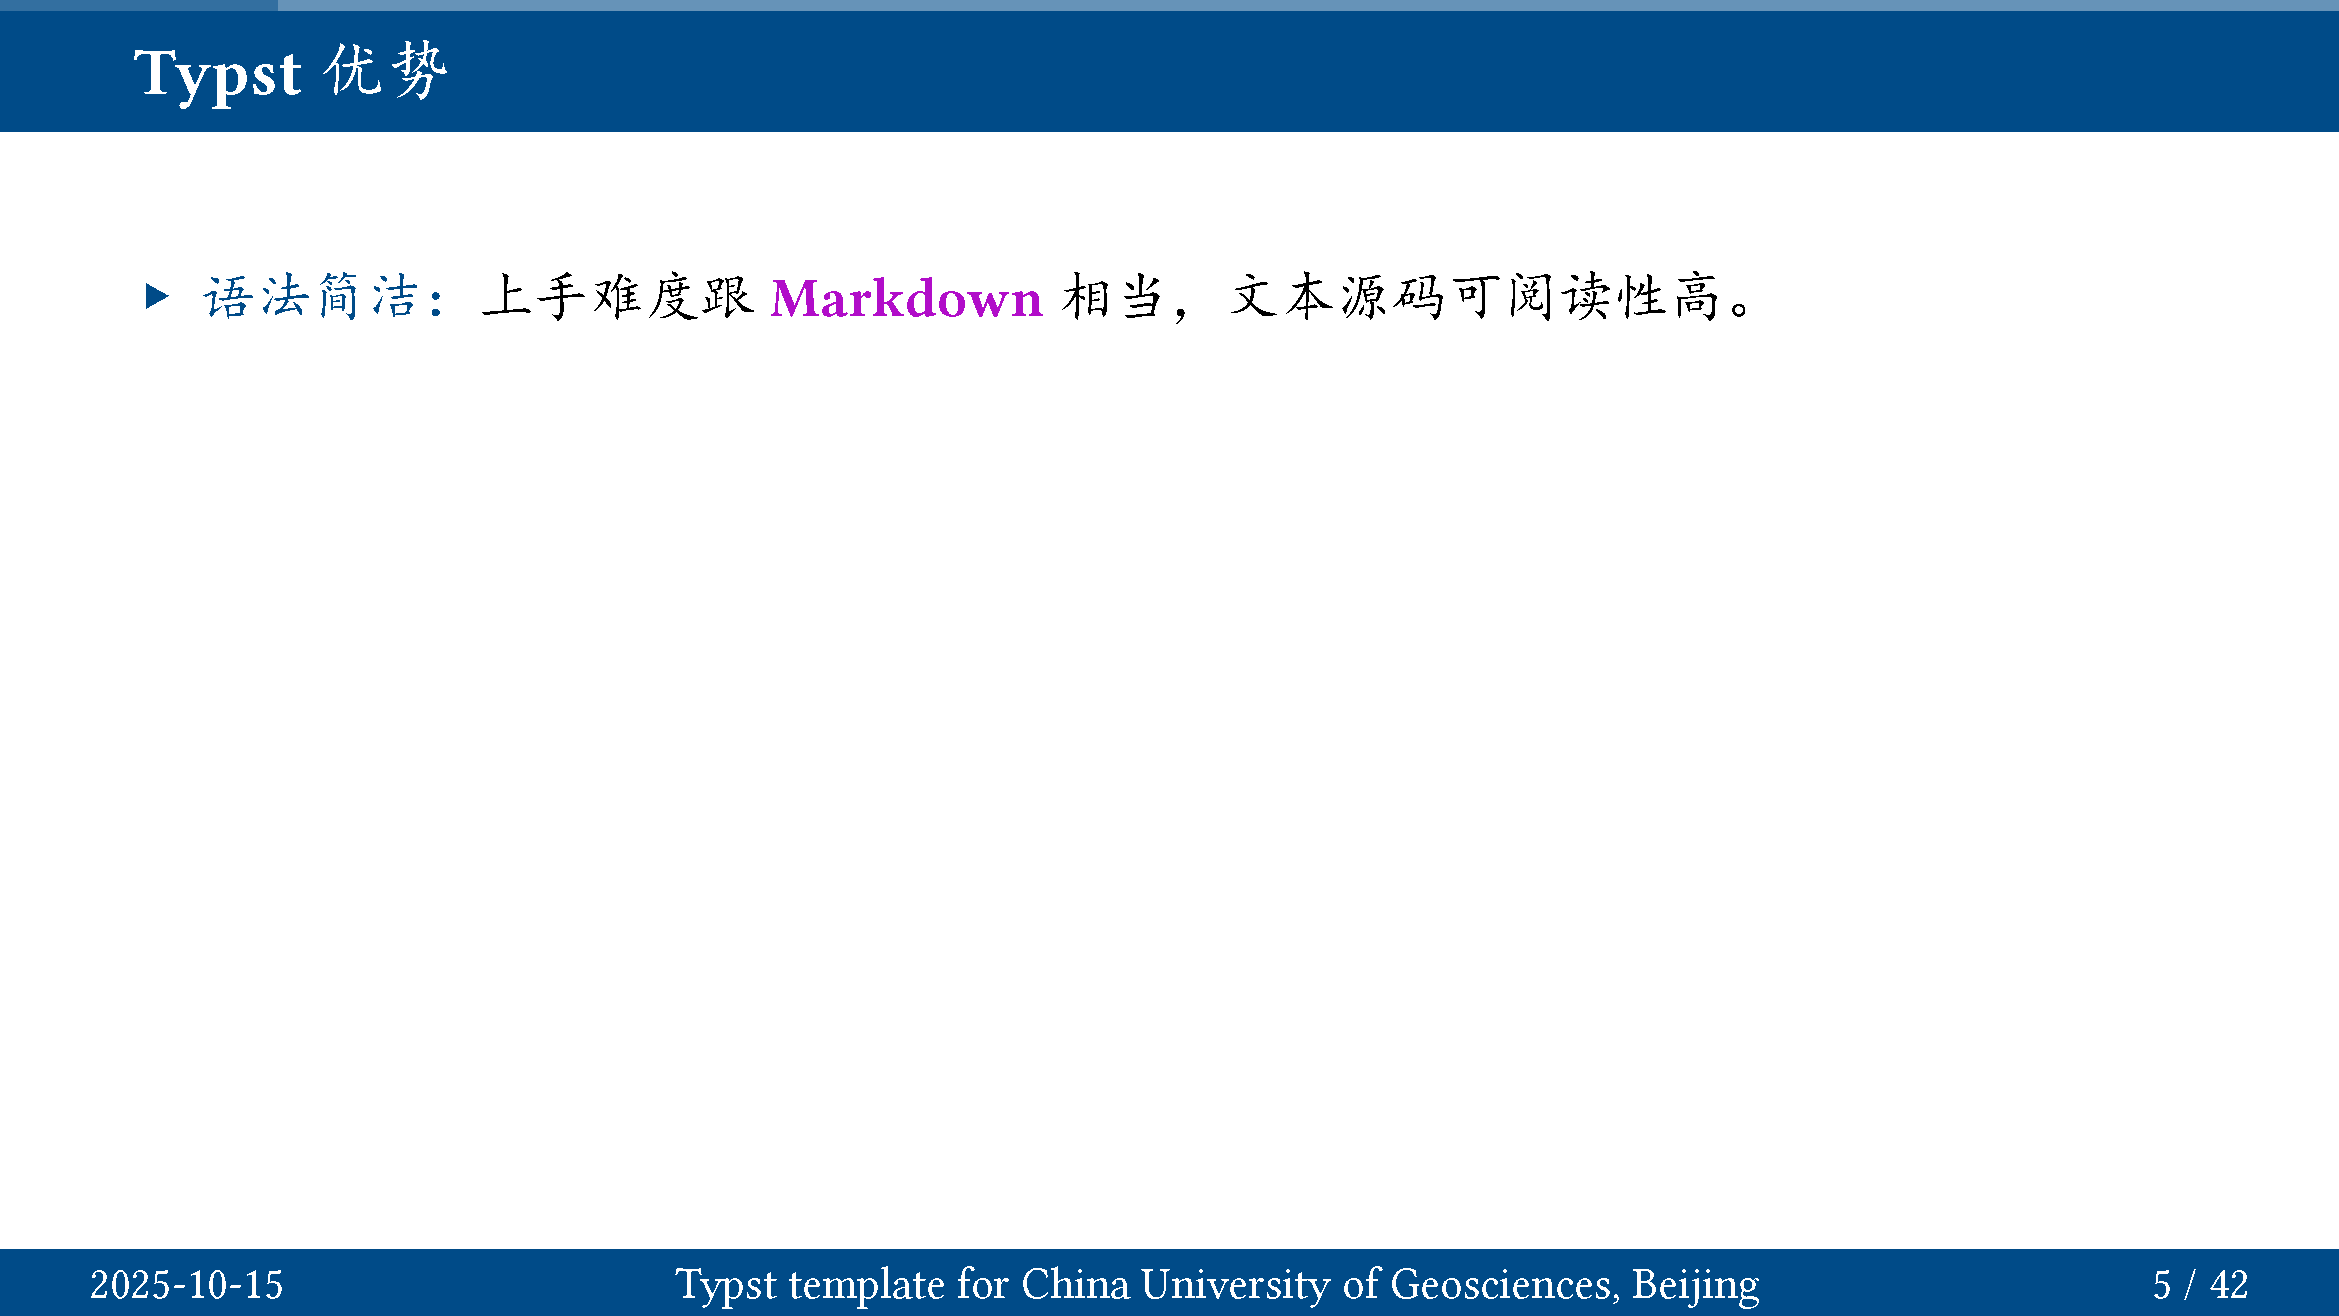 Typst 优势
▶ 语法简洁：上手难度跟 Markdown 相当，文本源码可阅读性高。
2025-10-15 Typst template for China University of Geosciences, Beijing 5 / 42